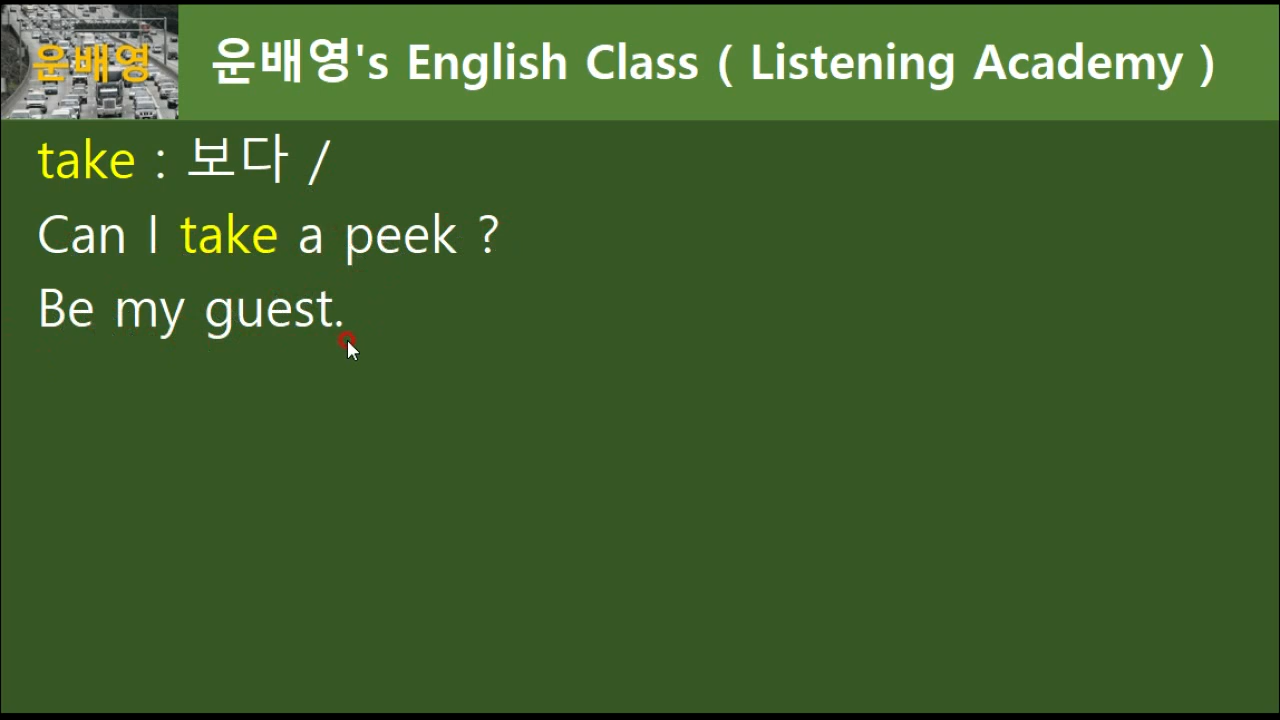 운배영
운배영's English Class ( Listening Academy )
take : 보다 /
Can I take a peek ?
Be my guest.